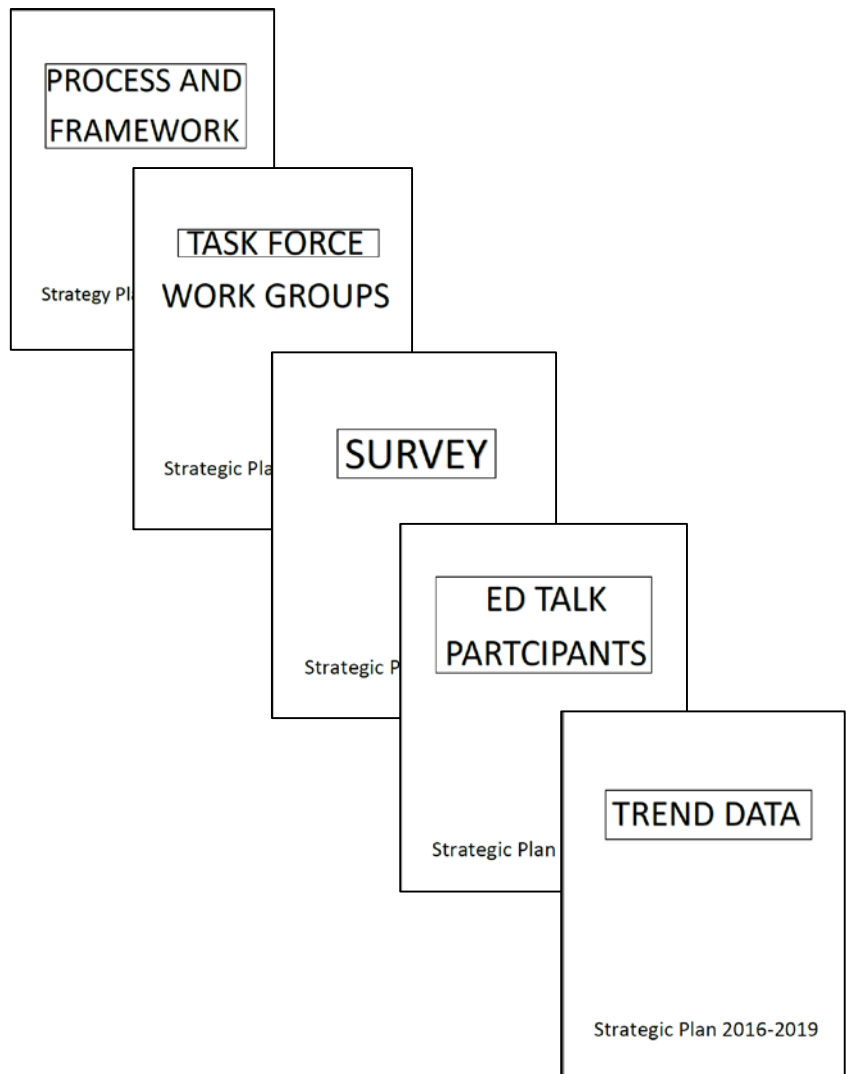 PROCESS AND
FRAMEWORK
Strategy Pl
TASK FORCE
WORK GROUPS
Strategic Pla
SURVEY
Strategic P
ED TALK
PARTCIPANTS
Strategic Plan
TREND DATA
Strategic Plan 2016-2019